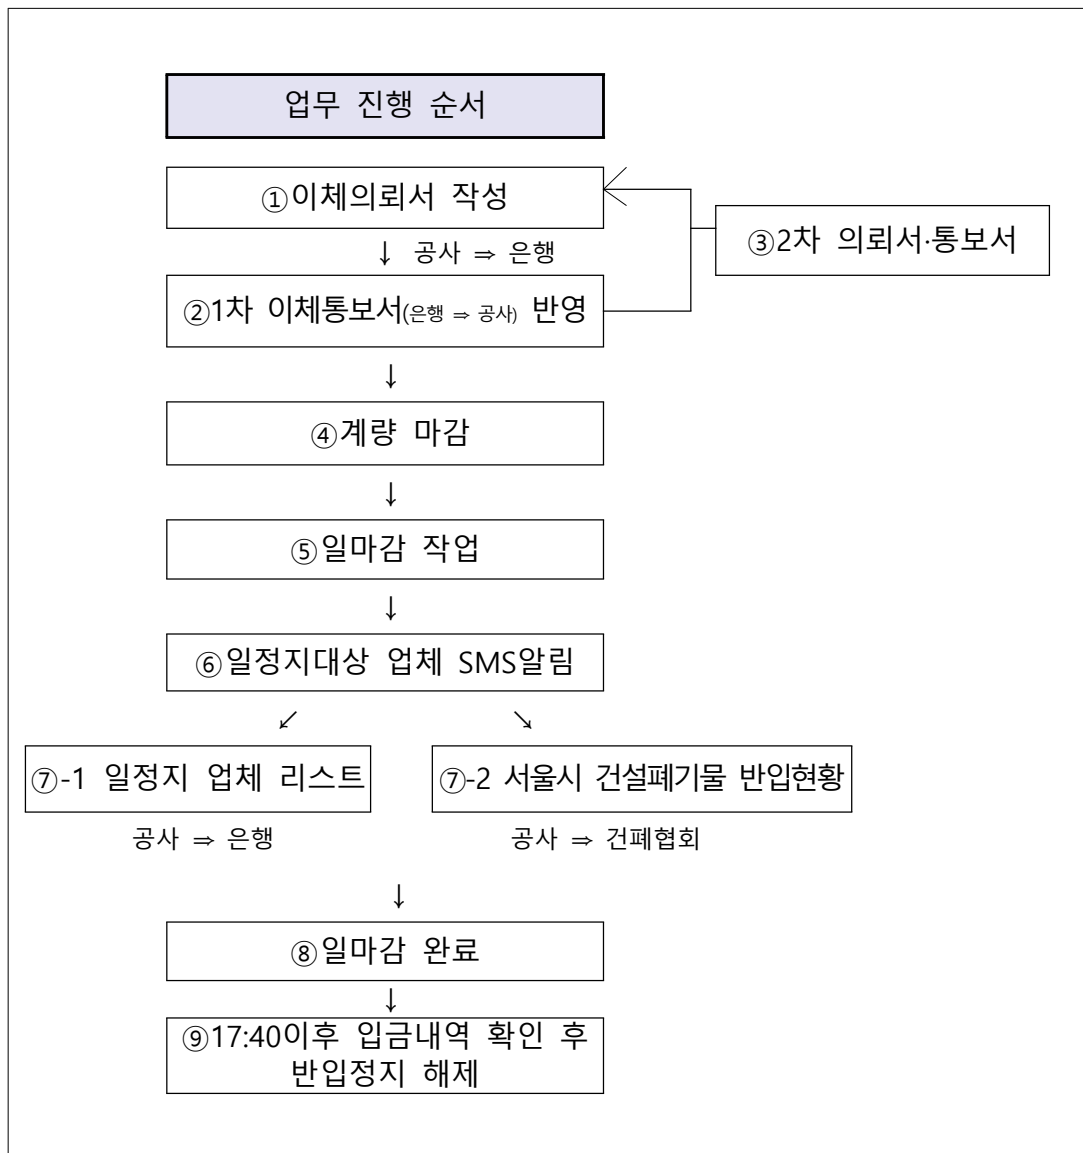 업무 진행 순서
①이체의뢰서 작성
↓ 공사 ⇒ 은행
③2차 의뢰서·통보서
②1차 이체통보서(은행 ⇒ 공사) 반영
↓
④계량 마감
↓
⑤일마감 작업
↓
⑥일정지대상 업체 SMS알림
↙ ↘
⑦-1 일정지 업체 리스트
⑦-2 서울시 건설폐기물 반입현황
공사 ⇒ 은행
공사 ⇒ 건폐협회
↓
⑧일마감 완료
↓
⑨17:40이후 입금내역 확인 후
반입정지 해제